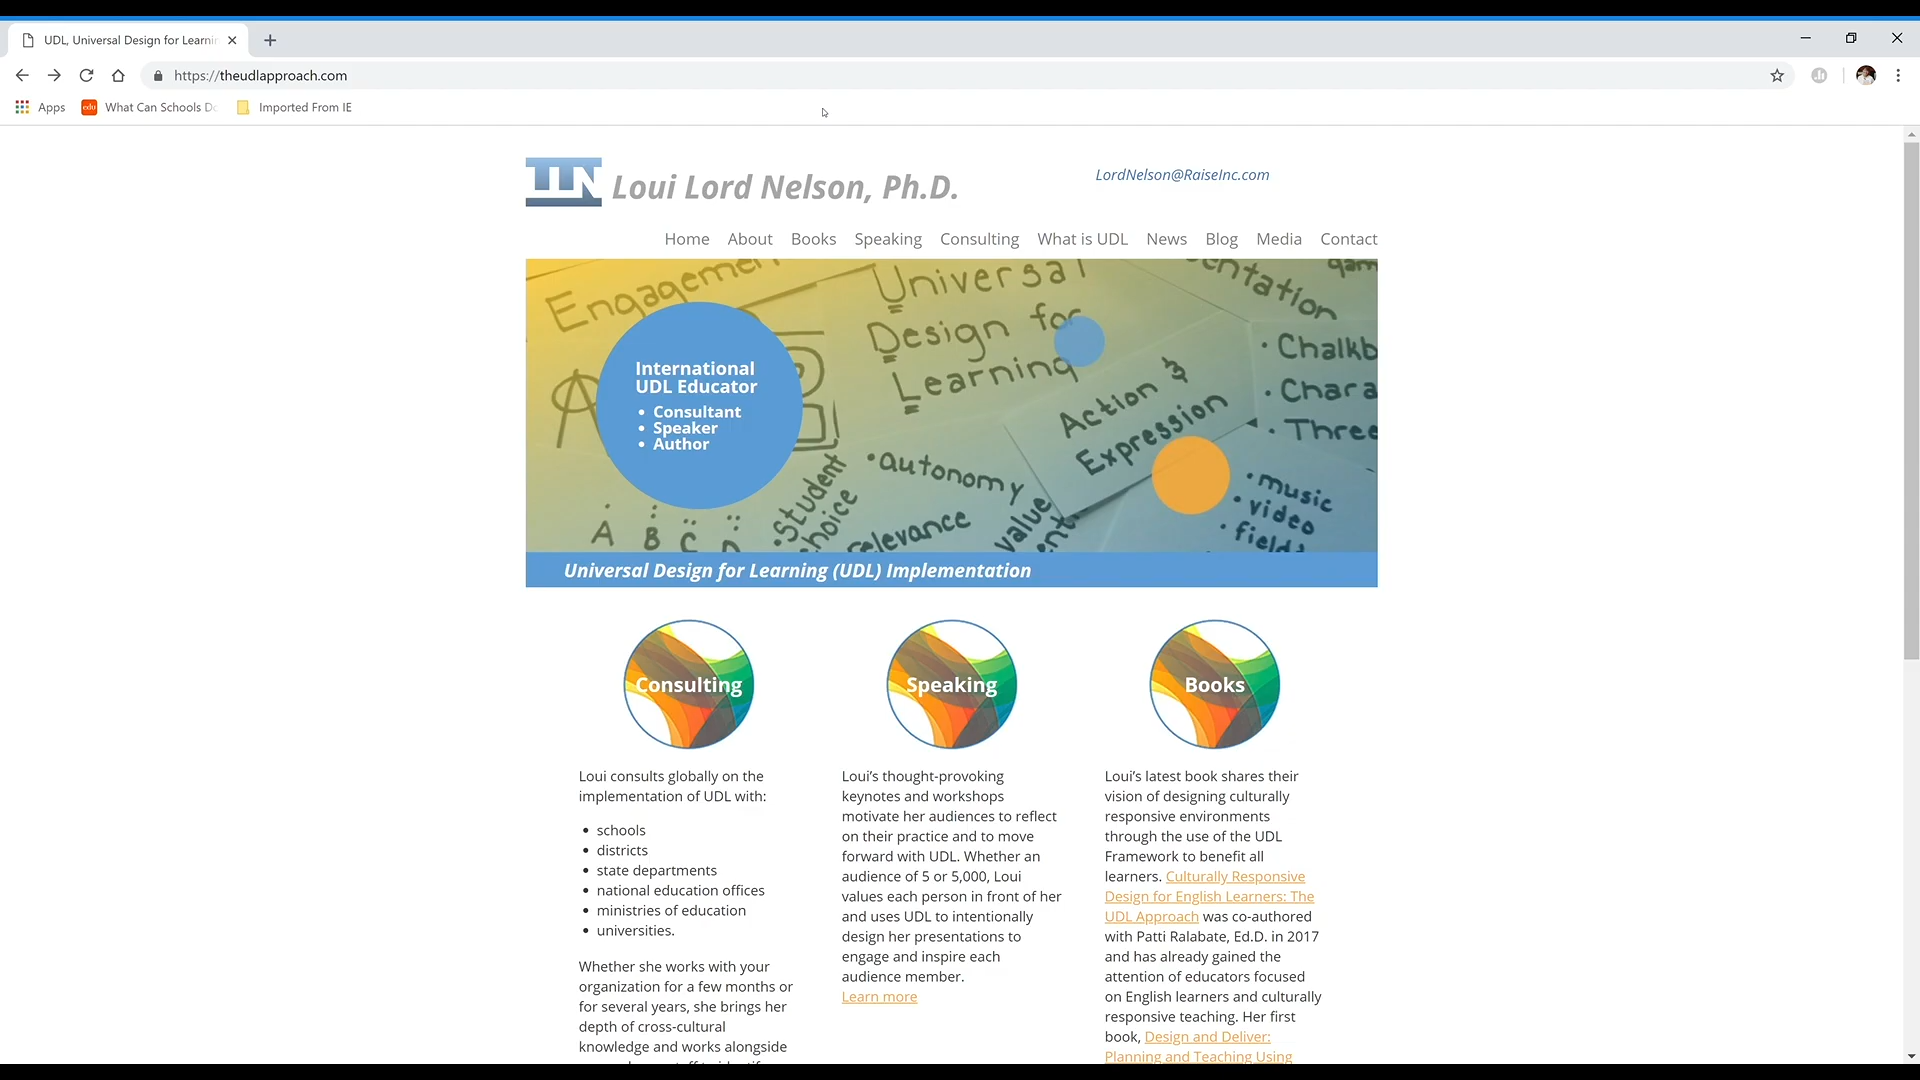 UDL, Universal Design for Learnin
https://theudlapproach.com
Apps
What Can Schools Do
Imported From IE
LLN
Loui Lord Nelson, Ph.D.
LordNelson@RaiseInc.com
Home About Books Speaking Consulting What is UDL News Blog Media Contact
Engagement
Universal
Design for
Learning
Action &
Expression
• Chalkb
• Chara
• Three
International
UDL Educator
• Consultant
• Speaker
• Author
A B C D
• Student
choice
• autonomy
relevance
value
• music
• video
• field
Universal Design for Learning (UDL) Implementation
Consulting
Loui consults globally on the
implementation of UDL with:
• schools
• districts
• state departments
• national education offices
• ministries of education
• universities.
Whether she works with your
organization for a few months or
for several years, she brings her
depth of cross-cultural
knowledge and works alongside
Speaking
Loui’s thought-provoking
keynotes and workshops
motivate her audiences to reflect
on their practice and to move
forward with UDL. Whether an
audience of 5 or 5,000, Loui
values each person in front of her
and uses UDL to intentionally
design her presentations to
engage and inspire each
audience member.
Learn more
Books
Loui’s latest book shares their
vision of designing culturally
responsive environments
through the use of the UDL
Framework to benefit all
learners. Culturally Responsive
Design for English Learners: The
UDL Approach was co-authored
with Patti Ralabate, Ed.D. in 2017
and has already gained the
attention of educators focused
on English learners and culturally
responsive teaching. Her first
book, Design and Deliver:
Planning and Teaching Using